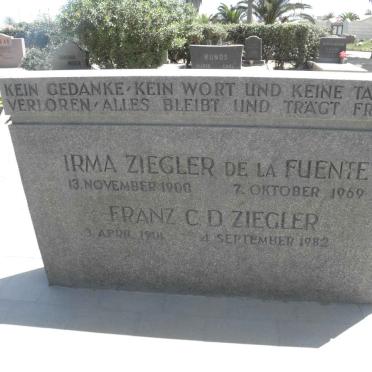 KEIN GEDANKE, KEIN WORT UND KEINE TA
VERLOREN, ALLES BLEIBT UND TRÄGT FR
IRMA ZIEGLER DE LA FUENTE
13. NOVEMBER 1900 7. OKTOBER 1969
FRANZ C. D. ZIEGLER
3. APRIL 1901 4. SEPTEMBER 1982